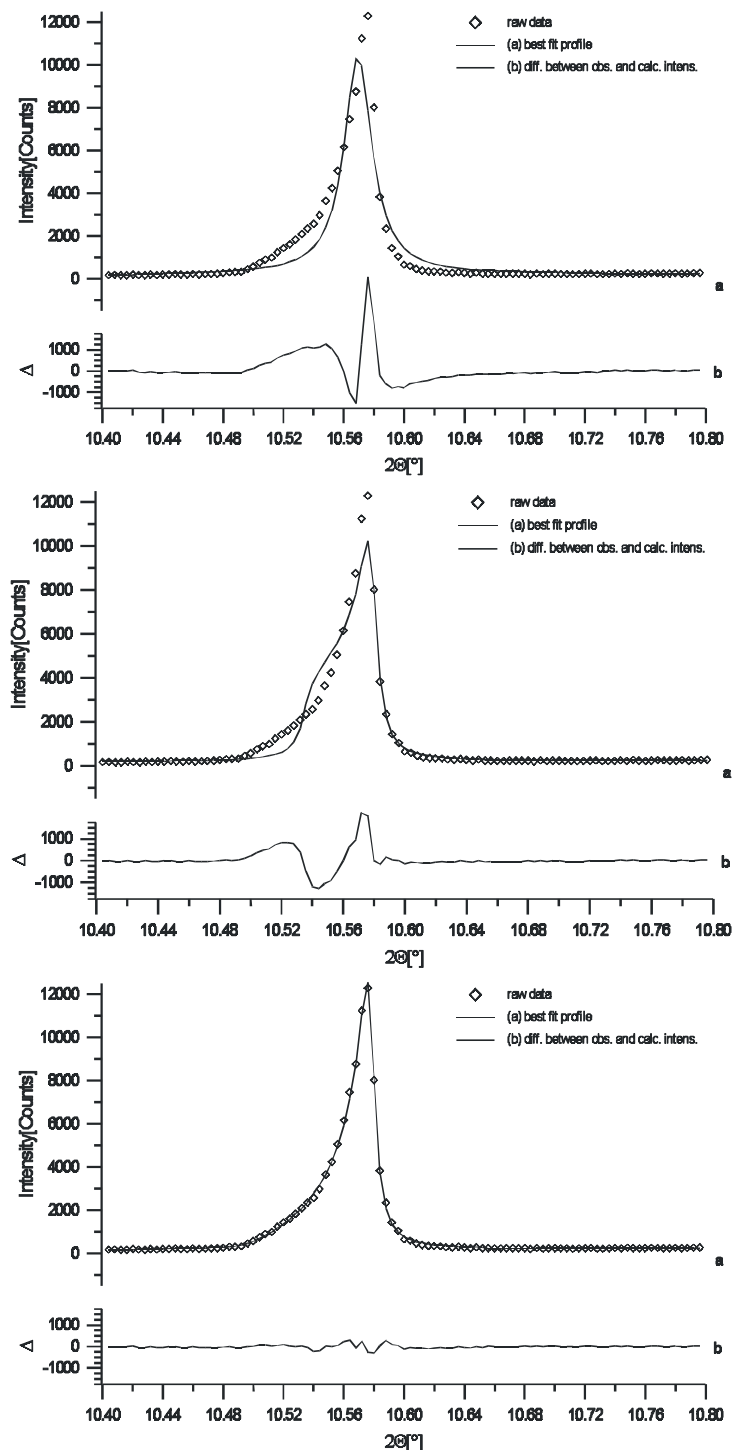 12000
10000
8000
6000
4000
2000
0
Intensity[Counts]
raw data
(a) best fit profile
(b) diff. between obs. and calc. intens.
a
1000
0
-1000
Δ
b
10.40 10.44 10.48 10.52 10.56 10.60 10.64 10.68 10.72 10.76 10.80
2Θ[°]
12000
10000
8000
6000
4000
2000
0
Intensity[Counts]
raw data
(a) best fit profile
(b) diff. between obs. and calc. intens.
a
1000
0
-1000
Δ
b
10.40 10.44 10.48 10.52 10.56 10.60 10.64 10.68 10.72 10.76 10.80
2Θ[°]
12000
10000
8000
6000
4000
2000
0
Intensity[Counts]
raw data
(a) best fit profile
(b) diff. between obs. and calc. intens.
a
1000
0
-1000
Δ
b
10.40 10.44 10.48 10.52 10.56 10.60 10.64 10.68 10.72 10.76 10.80
2Θ[°]